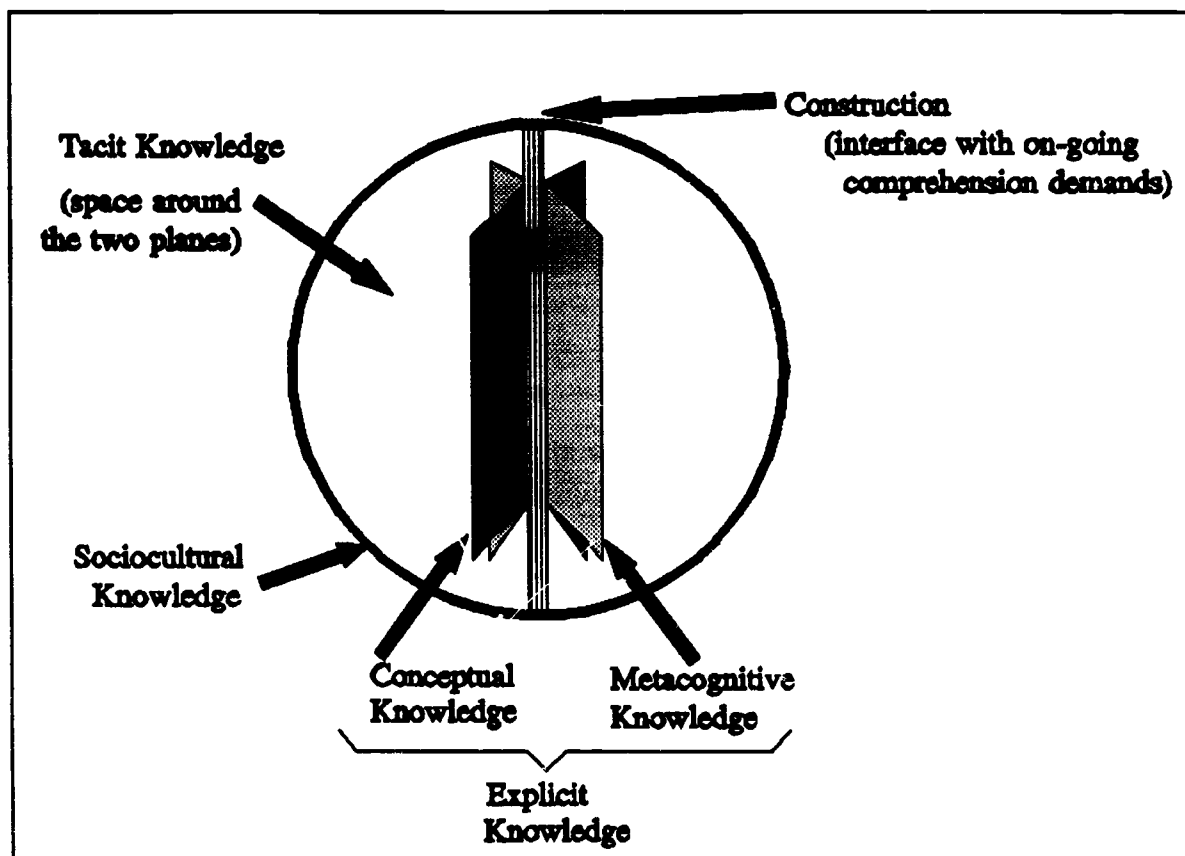 Construction
(interface with on-going
comprehension demands)
Tacit Knowledge
(space around
the two planes)
Sociocultural
Knowledge
Conceptual
Knowledge
Metacognitive
Knowledge
Explicit
Knowledge